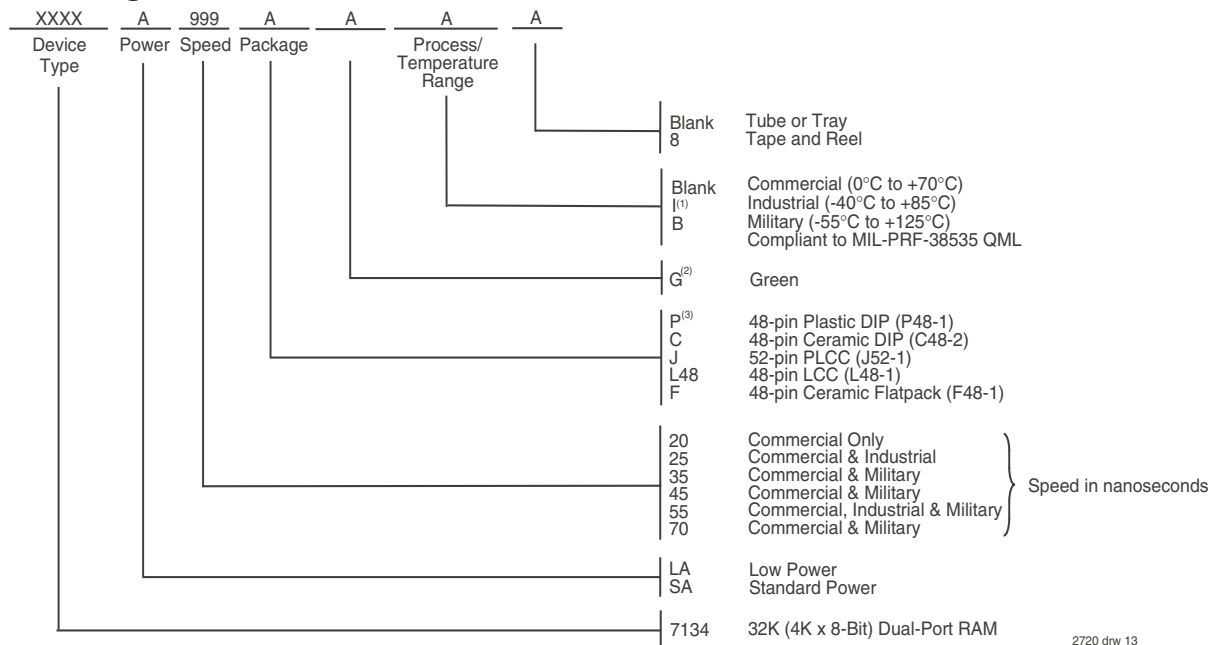 XXXX A 999 A A A A
Device Type Power Speed Package Process/ Temperature Range
Blank Tube or Tray
8 Tape and Reel
Blank Commercial (0°C to +70°C)
I(1) Industrial (-40°C to +85°C)
B Military (-55°C to +125°C)
Compliant to MIL-PRF-38535 QML
G(2) Green
P(3) 48-pin Plastic DIP (P48-1)
C 48-pin Ceramic DIP (C48-2)
J 52-pin PLCC (J52-1)
L48 48-pin LCC (L48-1)
F 48-pin Ceramic Flatpack (F48-1)
20 Commercial Only
25 Commercial & Industrial
35 Commercial & Military
45 Commercial & Military
55 Commercial, Industrial & Military
70 Commercial & Military
Speed in nanoseconds
LA Low Power
SA Standard Power
7134 32K (4K x 8-Bit) Dual-Port RAM
2720 drw 13